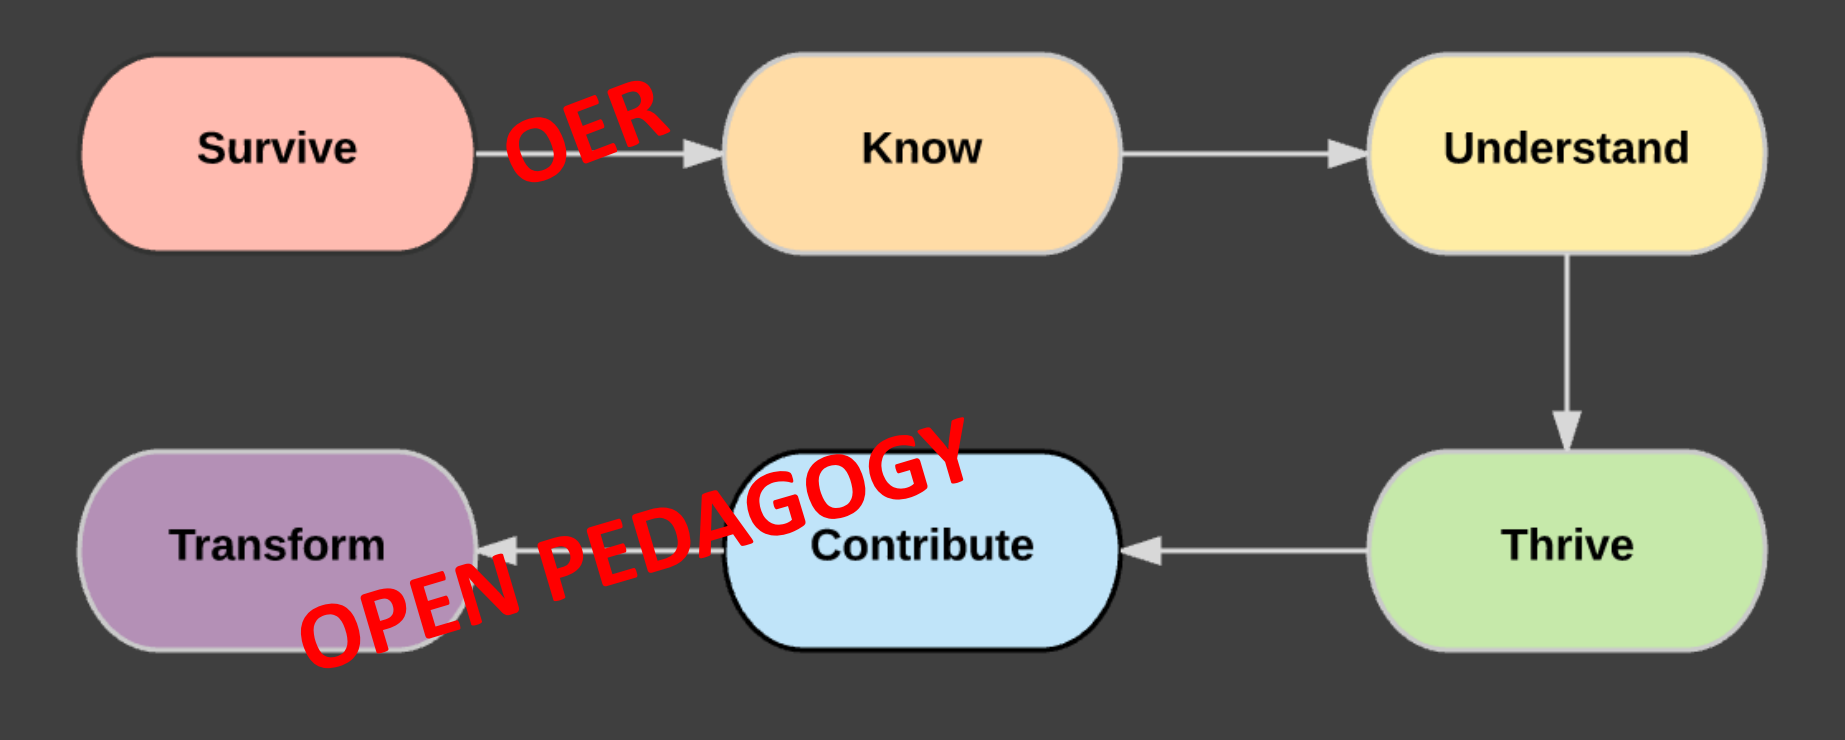 Survive
OER
Know
Understand
Transform
OPEN PEDAGOGY
Contribute
Thrive